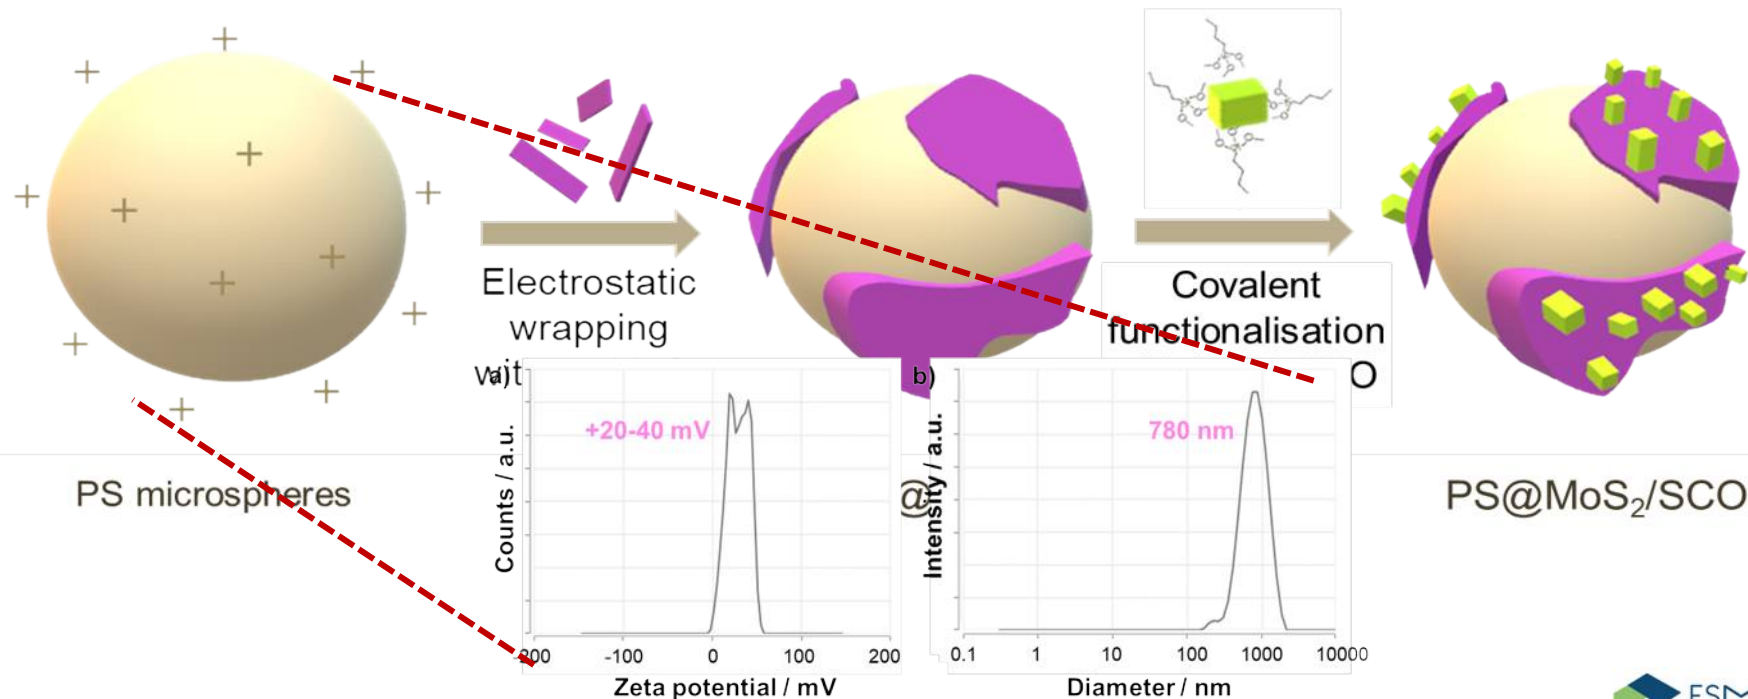 Electrostatic
wrapping
wit
Covalent
functionalisation
O
a)
+20-40 mV
Counts / a.u.
-200 -100 0 100 200
Zeta potential / mV
b)
780 nm
Intensity / a.u.
0.1 1 10 100 1000 10000
Diameter / nm
PS microspheres
@
PS@MoS₂/SCO